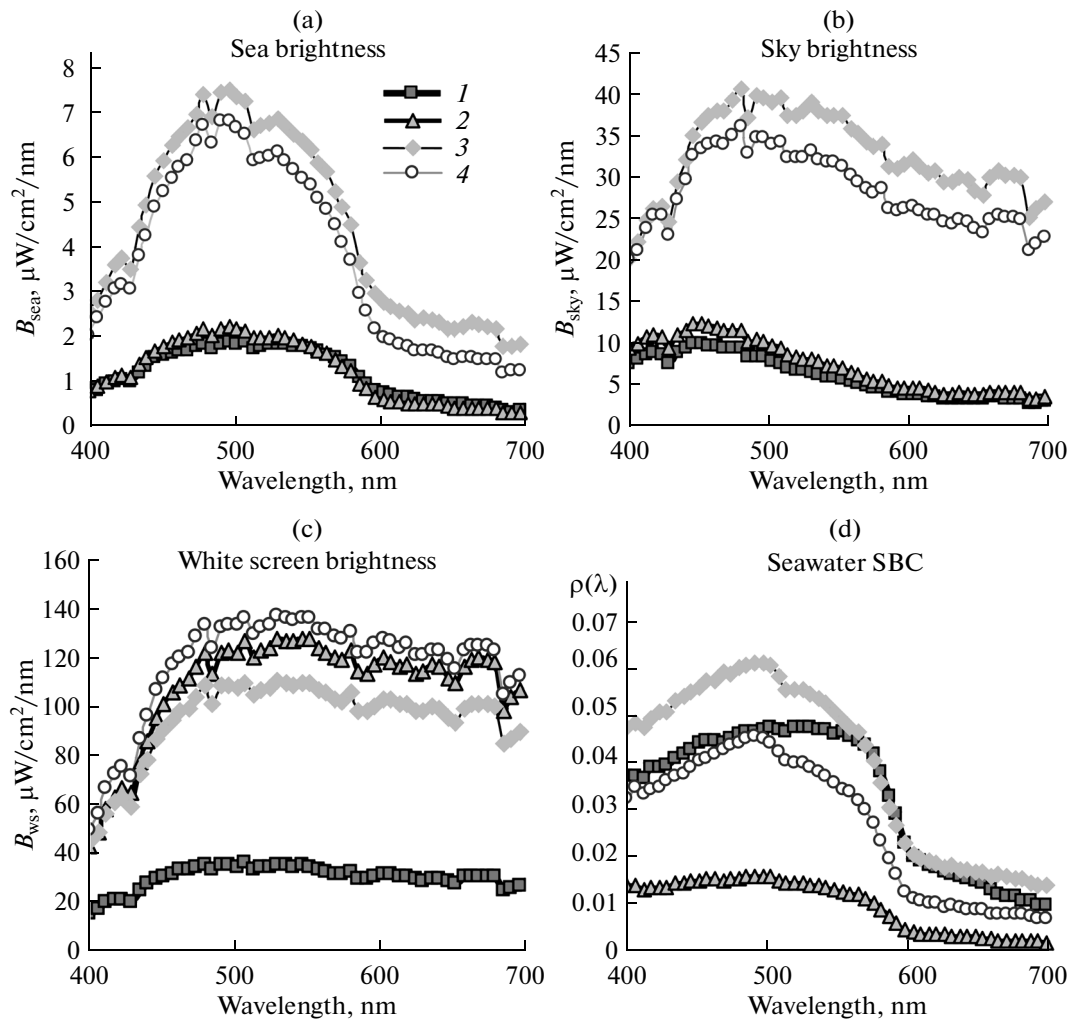 (a)
Sea brightness
B_sea, μW/cm²/nm
8
7
6
5
4
3
2
1
0
400 500 600 700
Wavelength, nm
1
2
3
4
(b)
Sky brightness
B_sky, μW/cm²/nm
45
40
35
30
25
20
15
10
5
0
400 500 600 700
Wavelength, nm
(c)
White screen brightness
B_ws, μW/cm²/nm
160
140
120
100
80
60
40
20
0
400 500 600 700
Wavelength, nm
(d)
Seawater SBC
ρ(λ)
0.07
0.06
0.05
0.04
0.03
0.02
0.01
0
400 500 600 700
Wavelength, nm